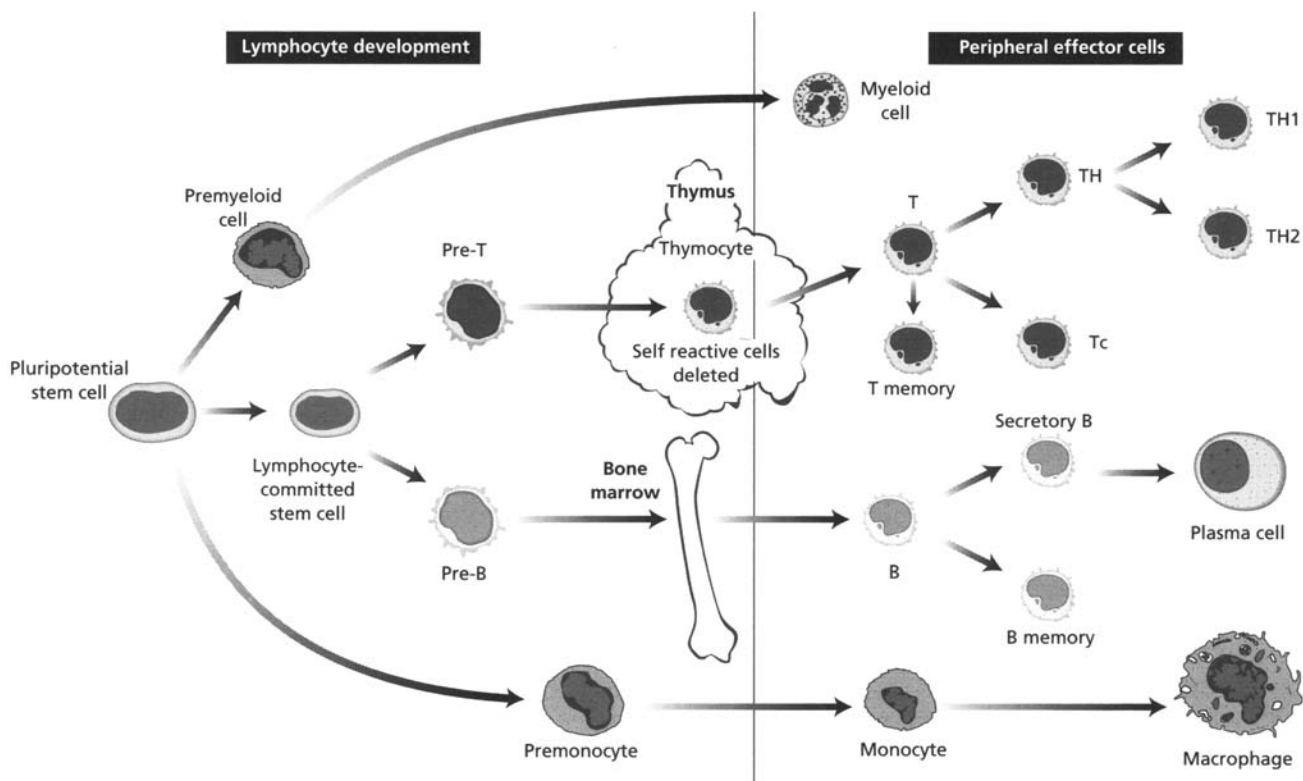 Lymphocyte development
Peripheral effector cells
Myeloid
cell
TH1
Premyeloid
cell
Thymus
TH
T
TH2
Pre-T
Thymocyte
Pluripotential
stem cell
Self reactive cells
deleted
Tc
T memory
Secretory B
Lymphocyte-
committed
stem cell
Bone
marrow
Plasma cell
Pre-B
B
B memory
Premonocyte
Monocyte
Macrophage